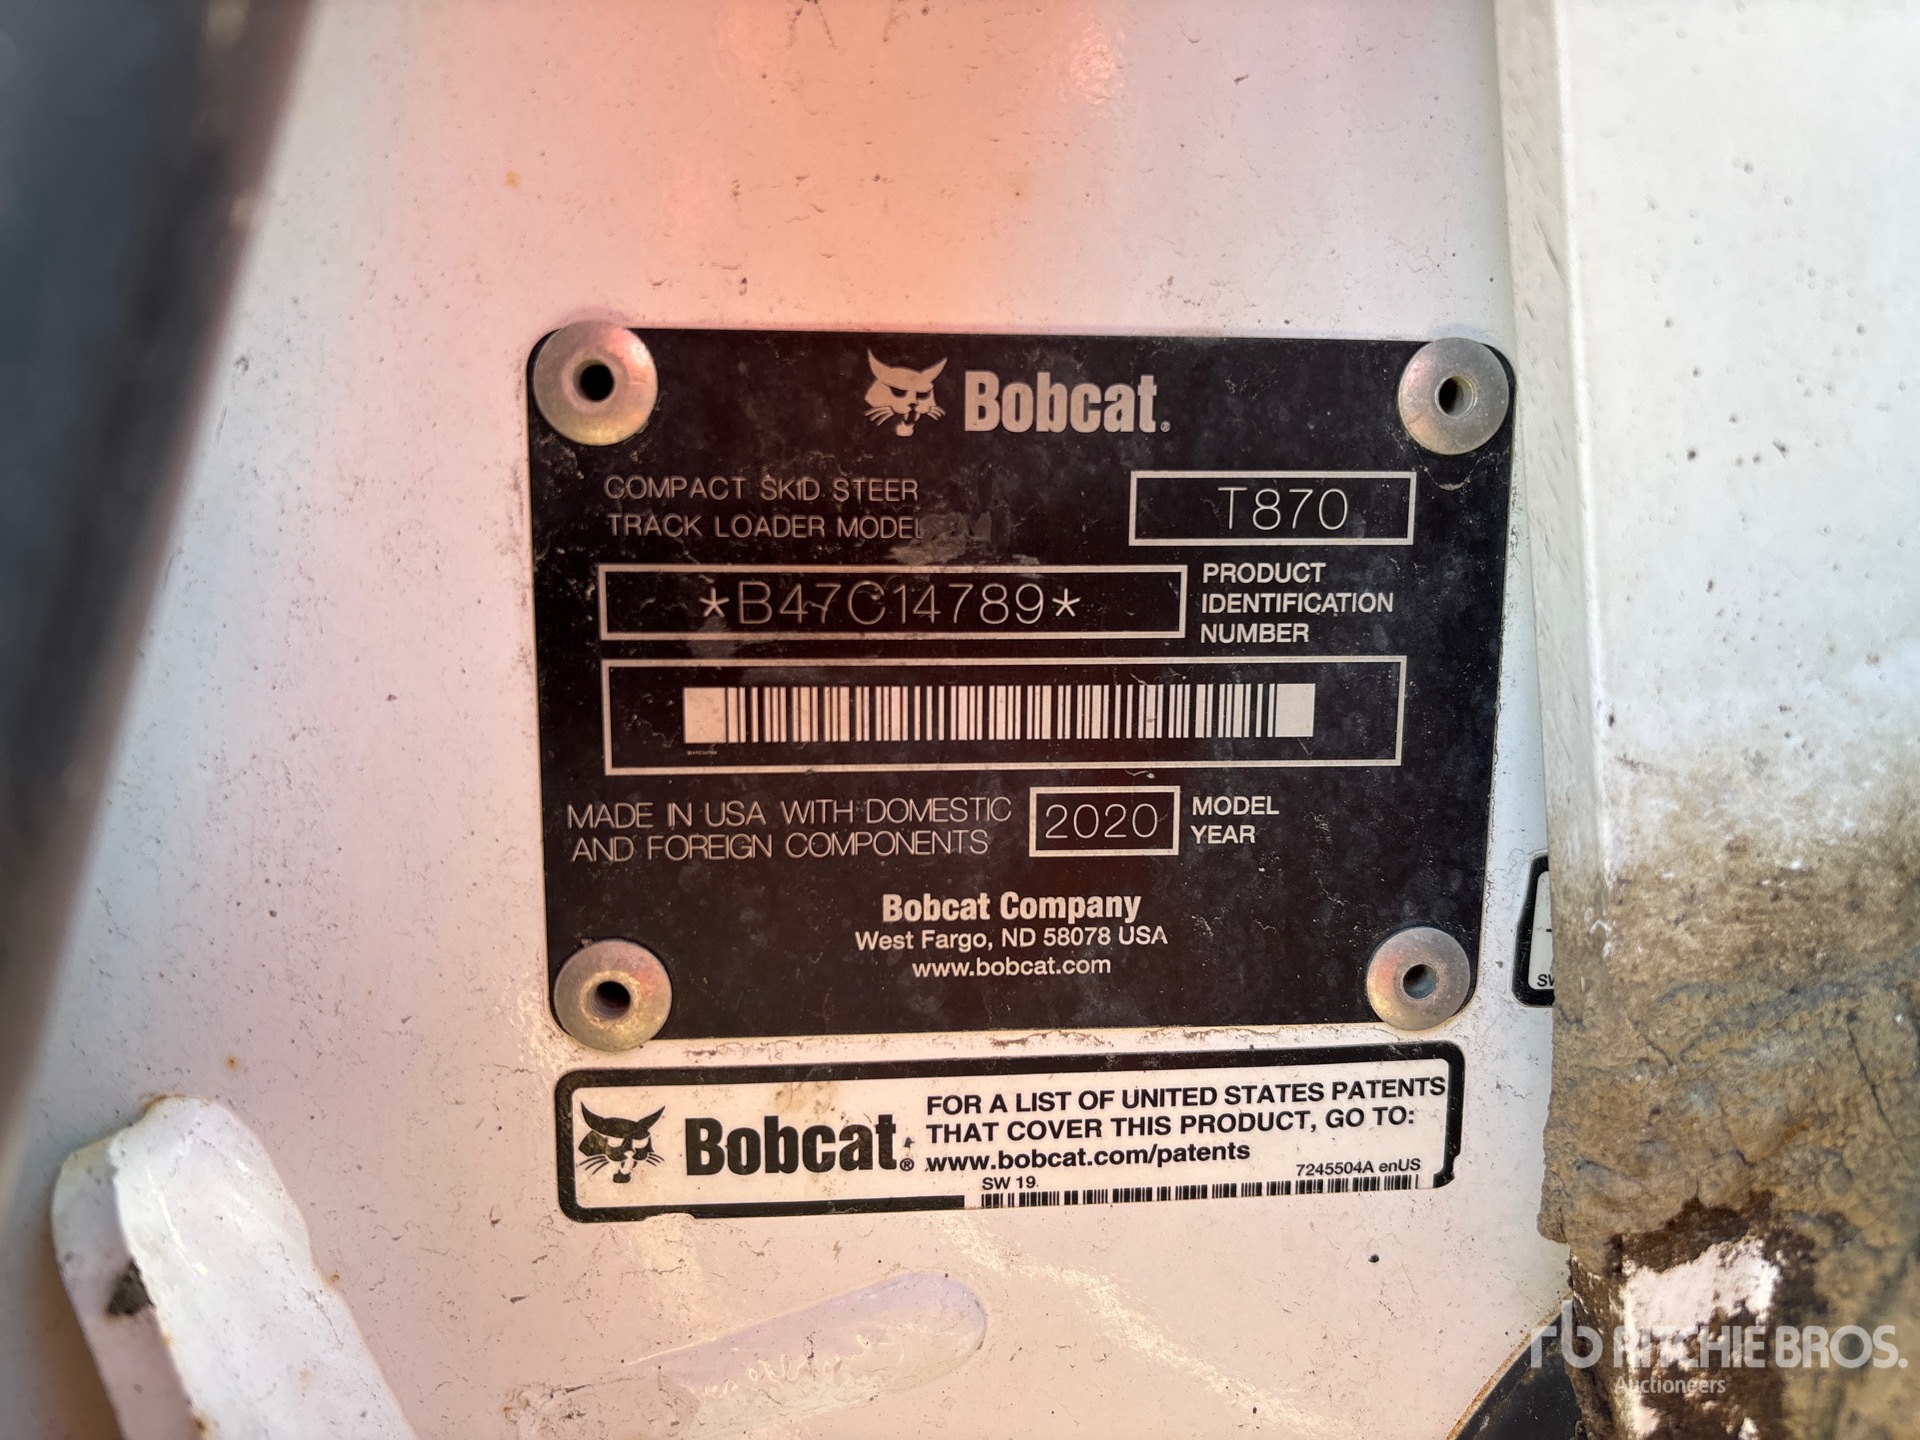 Bobcat®
COMPACT SKID STEER
TRACK LOADER MODEL
T870
*B47C14789*
PRODUCT
IDENTIFICATION
NUMBER
MADE IN USA WITH DOMESTIC
AND FOREIGN COMPONENTS
2020
MODEL
YEAR
Bobcat Company
West Fargo, ND 58078 USA
www.bobcat.com
Bobcat®
FOR A LIST OF UNITED STATES PATENTS
THAT COVER THIS PRODUCT, GO TO:
www.bobcat.com/patents
7245504A enUS
SW 19
SW
rb RITCHIE BROS.
Auctioneers